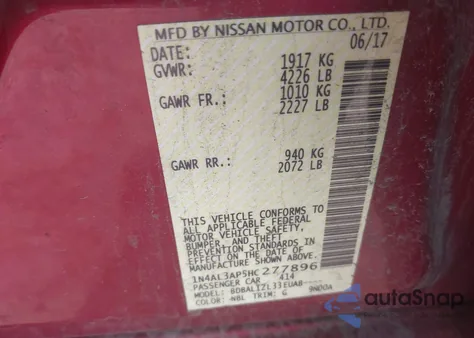 MFD BY NISSAN MOTOR CO., LTD.
DATE: 06/17
GVWR: 1917 KG
4226 LB
GAWR FR.: 1010 KG
2227 LB
GAWR RR.: 940 KG
2072 LB
THIS VEHICLE CONFORMS TO
ALL APPLICABLE FEDERAL
MOTOR VEHICLE SAFETY,
BUMPER, AND THEFT
PREVENTION STANDARDS IN
EFFECT ON THE DATE OF
MANUFACTURE SHOWN ABOVE.
1N4AL3AP5HC277896
PASSENGER CAR 414
MODEL: BDBALIZL33EUAB----
COLOR: NBL TRIM: G
autoSnap